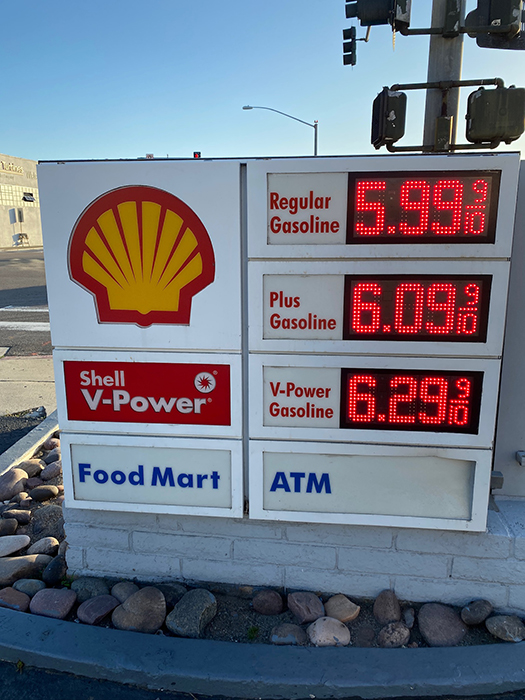 Regular
Gasoline
5.99 9/10
Plus
Gasoline
6.09 9/10
Shell
V-Power®
V-Power
Gasoline
6.29 9/10
Food Mart
ATM